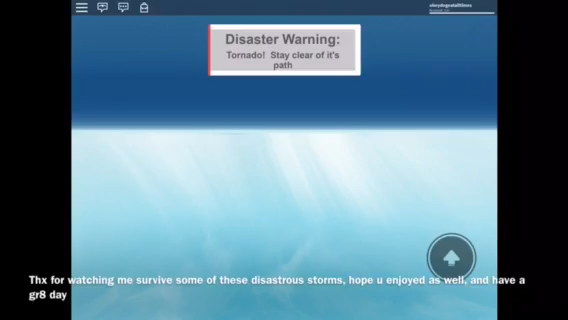 Disaster Warning:
Tornado! Stay clear of it's
path
Thx for watching me survive some of these disastrous storms, hope u enjoyed as well, and have a
gr8 day